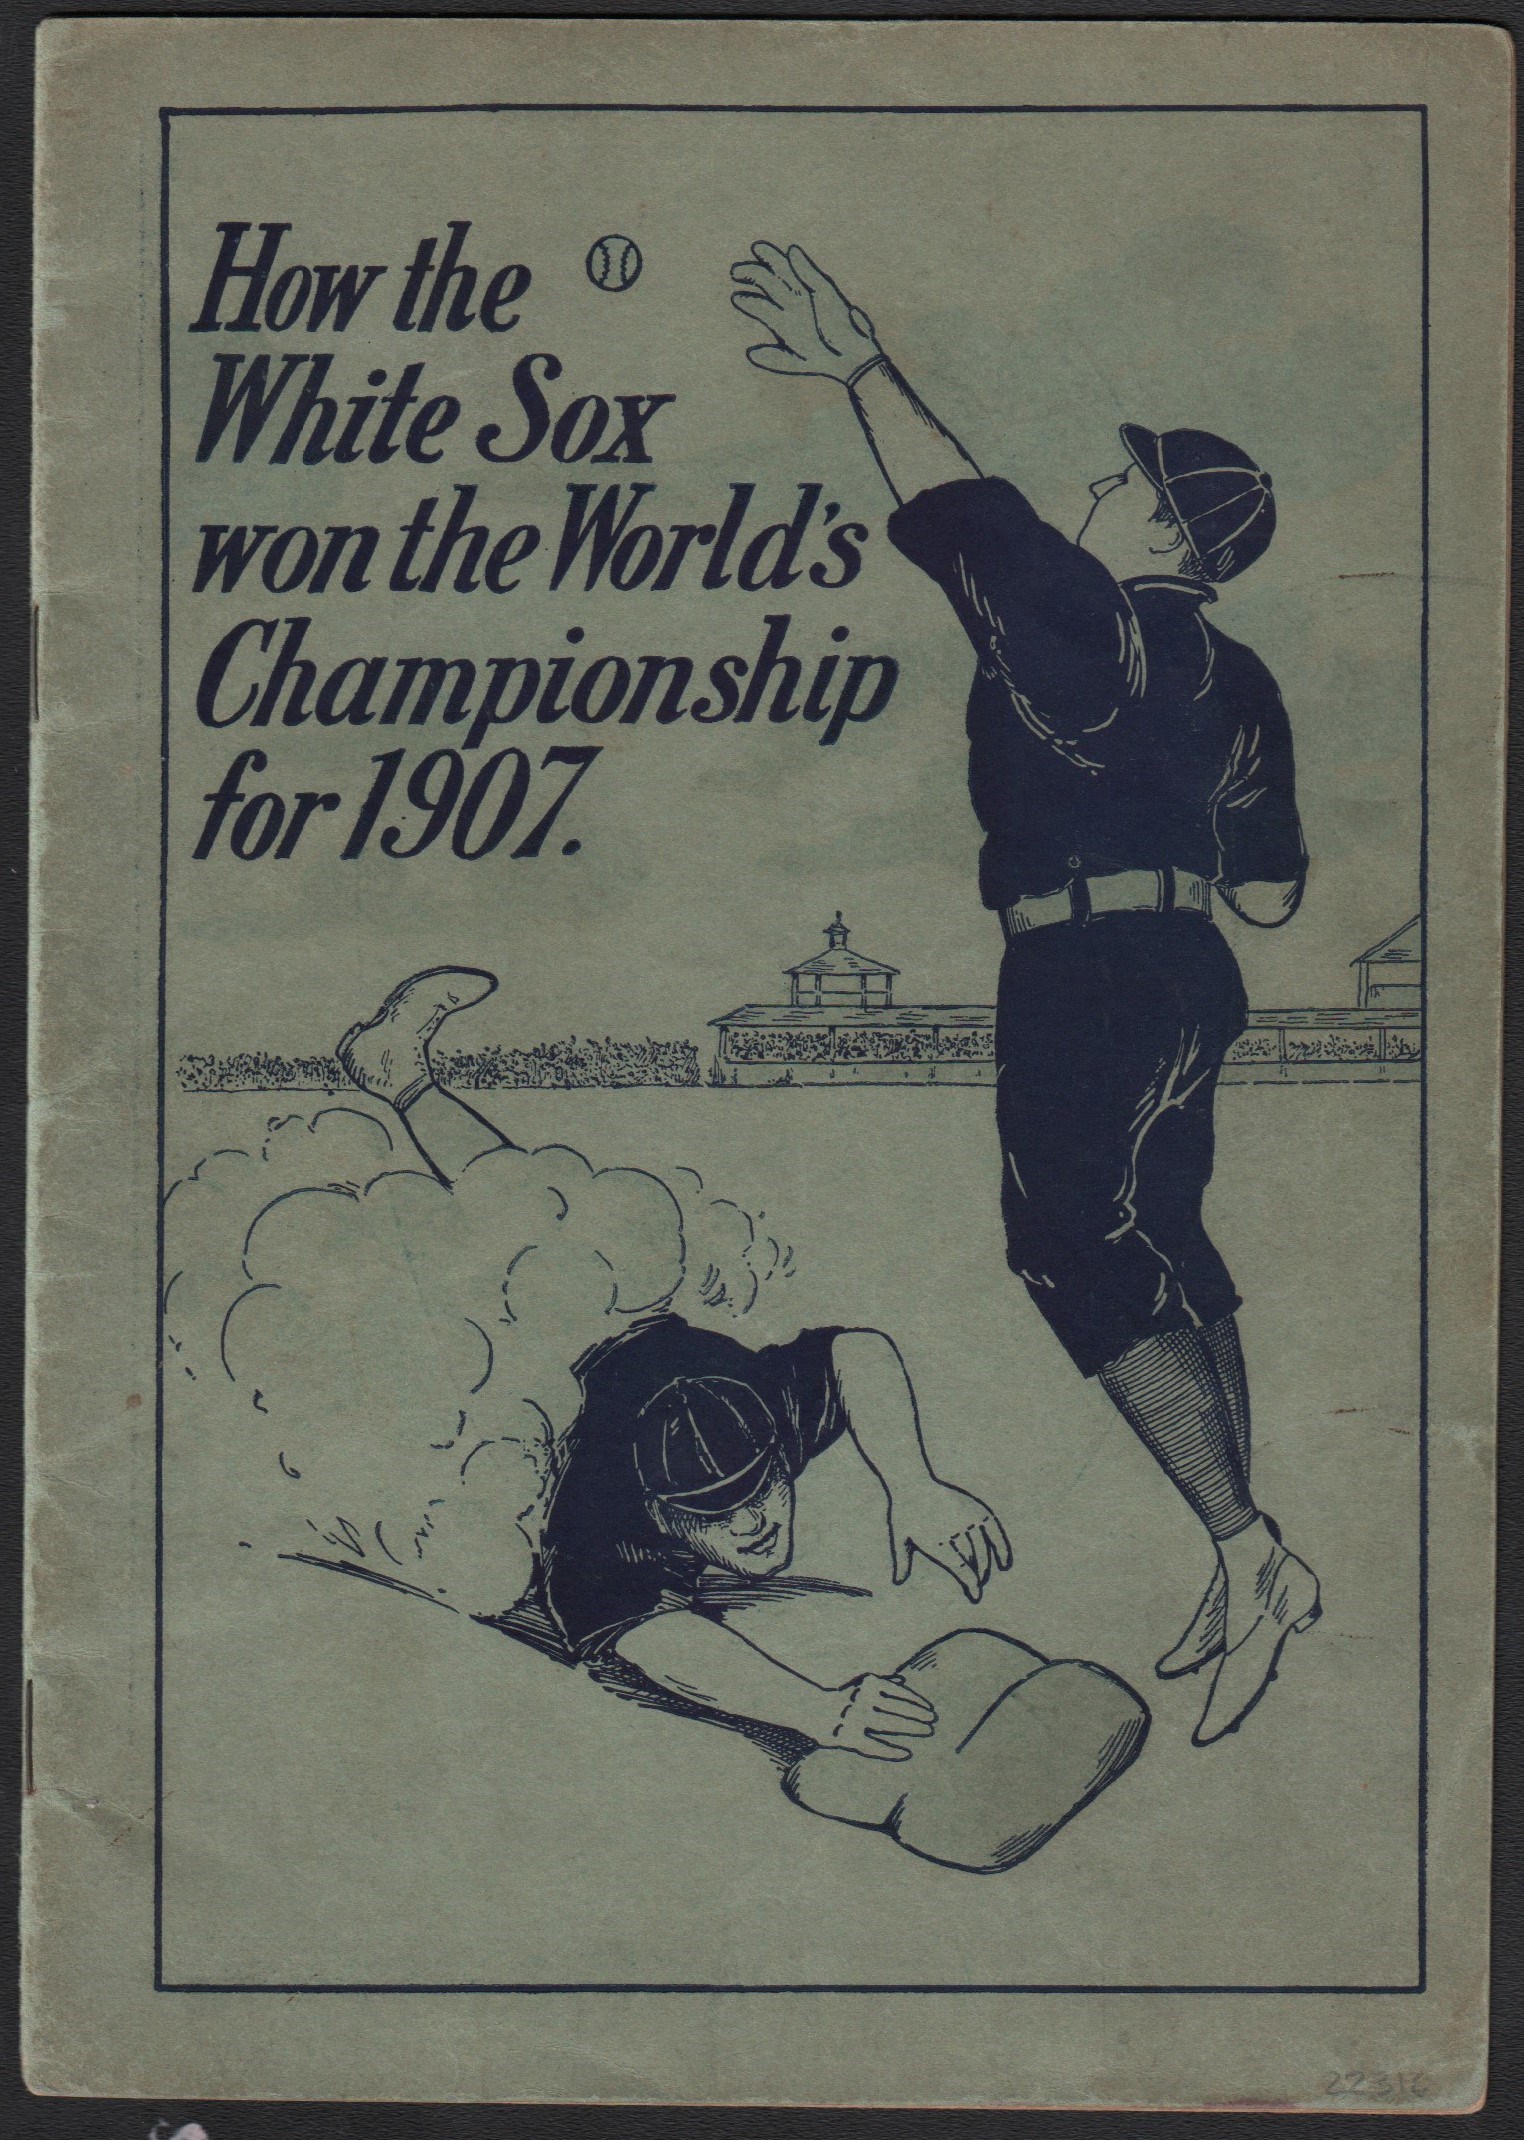 How the
White Sox
won the World's
Championship
for 1907.
22316